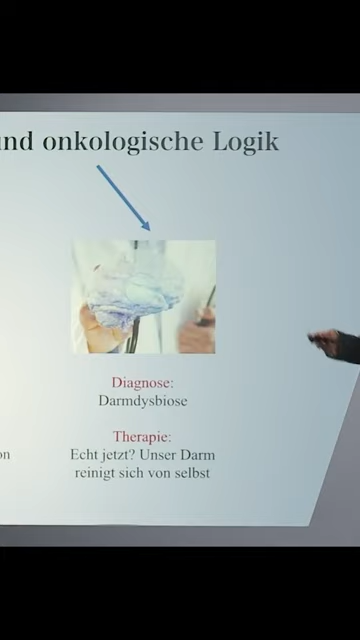 und onkologische Logik
Diagnose:
Darmdysbiose
Therapie:
Echt jetzt? Unser Darm
reinigt sich von selbst
on